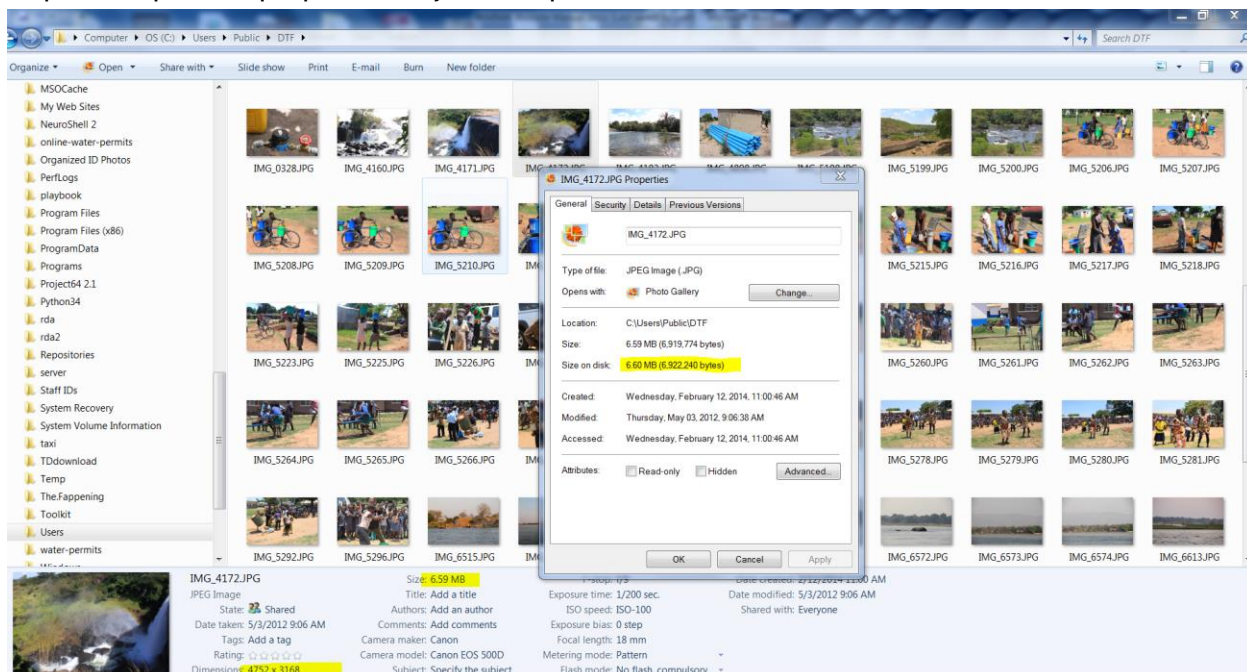 Computer ▸ OS (C:) ▸ Users ▸ Public ▸ DTF ▸
Search DTF
Organize Open Share with Slide show Print E-mail Burn New folder
MSOCache
My Web Sites
NeuroShell 2
online-water-permits
Organized ID Photos
PerfLogs
playbook
Program Files
Program Files (x86)
ProgramData
Programs
Project64 2.1
Python34
rda
rda2
Repositories
server
Staff IDs
System Recovery
System Volume Information
taxi
TDdownload
Temp
The.Fappening
Toolkit
Users
water-permits
IMG_0328.JPG IMG_4160.JPG IMG_4171.JPG IMG_5199.JPG IMG_5200.JPG IMG_5206.JPG IMG_5207.JPG
IMG_5208.JPG IMG_5209.JPG IMG_5210.JPG IMG_5215.JPG IMG_5216.JPG IMG_5217.JPG IMG_5218.JPG
IMG_5223.JPG IMG_5225.JPG IMG_5226.JPG IMG_5260.JPG IMG_5261.JPG IMG_5262.JPG IMG_5263.JPG
IMG_5264.JPG IMG_5265.JPG IMG_5266.JPG IMG_5278.JPG IMG_5279.JPG IMG_5280.JPG IMG_5281.JPG
IMG_5292.JPG IMG_5296.JPG IMG_6515.JPG IMG_6572.JPG IMG_6573.JPG IMG_6574.JPG IMG_6613.JPG
IMG_4172.JPG Properties
General Security Details Previous Versions
IMG_4172.JPG
Type of file: JPEG Image (.JPG)
Opens with: Photo Gallery Change...
Location: C:\Users\Public\DTF
Size: 6.59 MB (6,919,774 bytes)
Size on disk: 6.60 MB (6,922,240 bytes)
Created: Wednesday, February 12, 2014, 11:00:46 AM
Modified: Thursday, May 03, 2012, 9:06:38 AM
Accessed: Wednesday, February 12, 2014, 11:00:46 AM
Attributes: Read-only Hidden Advanced...
OK Cancel Apply
IMG_4172.JPG Size: 6.59 MB Date created: 2/12/2014 11:00 AM
JPEG Image Title: Add a title Exposure time: 1/200 sec. Date modified: 5/3/2012 9:06 AM
State: Shared Authors: Add an author ISO speed: ISO-100 Shared with: Everyone
Date taken: 5/3/2012 9:06 AM Comments: Add comments Exposure bias: 0 step
Tags: Add a tag Camera maker: Canon Focal length: 18 mm
Rating: Camera model: Canon EOS 500D Metering mode: Pattern
Dimensions: 4752 x 3168 Subject: Specify the subject Flash mode: No flash, compulsory